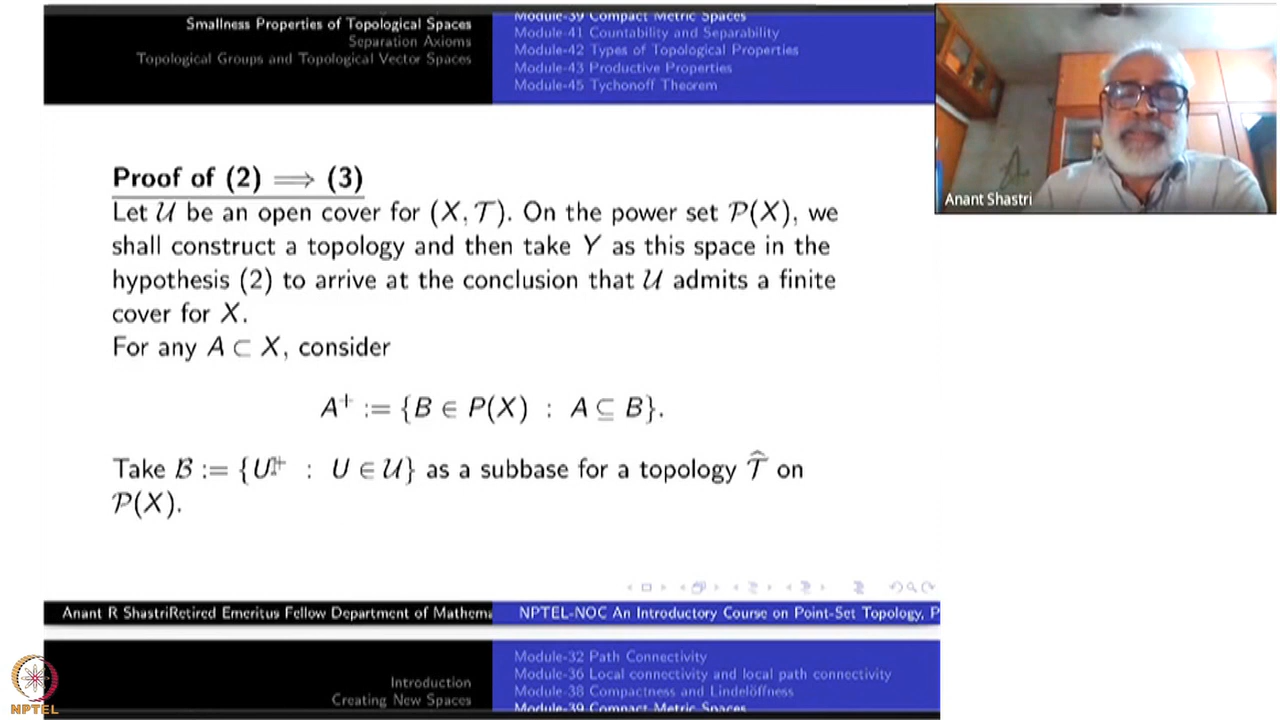 Smallness Properties of Topological Spaces
Separation Axioms
Topological Groups and Topological Vector Spaces
Module-39 Compact Metric Spaces
Module-41 Countability and Separability
Module-42 Types of Topological Properties
Module-43 Productive Properties
Module-45 Tychonoff Theorem
Anant Shastri
Proof of (2) ⟹ (3)
Let 𝒰 be an open cover for (X, 𝒯). On the power set 𝒫(X), we
shall construct a topology and then take Y as this space in the
hypothesis (2) to arrive at the conclusion that 𝒰 admits a finite
cover for X.
For any A ⊂ X, consider
A⁺ := {B ∈ P(X) : A ⊆ B}.
Take ℬ := {U⁺ : U ∈ 𝒰} as a subbase for a topology 𝒯̂ on
𝒫(X).
Anant R ShastriRetired Emeritus Fellow Department of Mathema
NPTEL-NOC An Introductory Course on Point-Set Topology, P
Introduction
Creating New Spaces
Module-32 Path Connectivity
Module-36 Local connectivity and local path connectivity
Module-38 Compactness and Lindelöffness
Module-39 Compact Metric Spaces
NPTEL